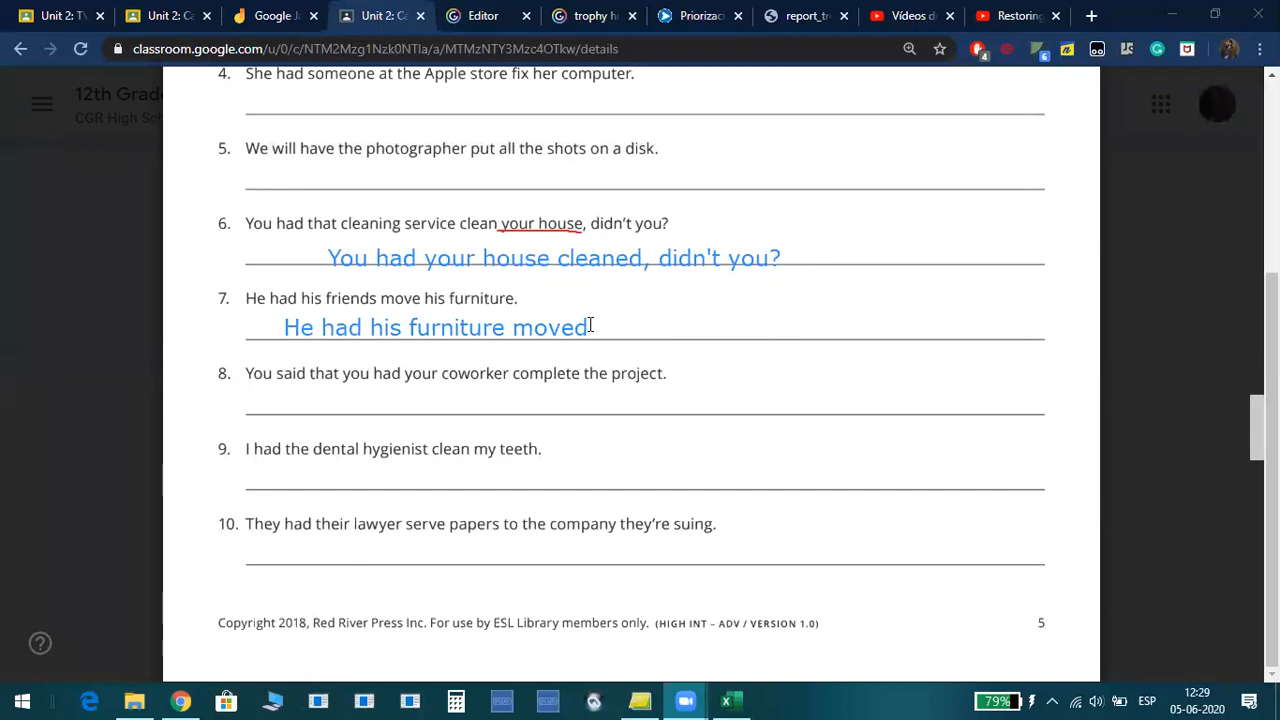 Unit 2: T
Unit 2: Ca
Google J
Unit 2: C
Editor
trophy h
Priorizac
report_tr
Videos d
Restoring
classroom.google.com/u/0/c/NTM2Mzg1Nzk0NTla/a/MTMzNTY3Mzc4OTkw/details
12th Grad
CGR High Sc
4. She had someone at the Apple store fix her computer.
5. We will have the photographer put all the shots on a disk.
6. You had that cleaning service clean your house, didn't you?
You had your house cleaned, didn't you?
7. He had his friends move his furniture.
He had his furniture moved
8. You said that you had your coworker complete the project.
9. I had the dental hygienist clean my teeth.
10. They had their lawyer serve papers to the company they're suing.
Copyright 2018, Red River Press Inc. For use by ESL Library members only. (HIGH INT – ADV / VERSION 1.0) 5
79%
ESP
12:29
05-06-2020